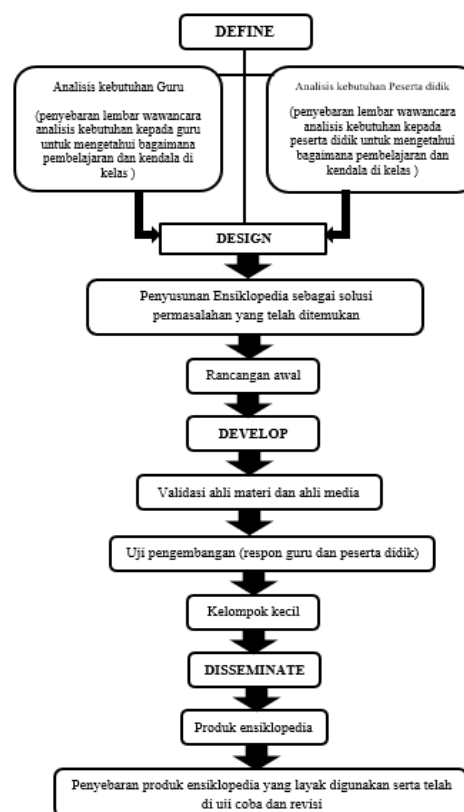 DEFINE
Analisis kebutuhan Guru
(penyebaran lembar wawancara
analisis kebutuhan kepada guru
untuk mengetahui bagaimana
pembelajaran dan kendala di
kelas )
Analisis kebutuhan Peserta didik
(penyebaran lembar wawancara
analisis kebutuhan kepada
peserta didik untuk mengetahui
bagaimana pembelajaran dan
kendala di kelas )
DESIGN
Penyusunan Ensiklopedia sebagai solusi
permasalahan yang telah ditemukan
Rancangan awal
DEVELOP
Validasi ahli materi dan ahli media
Uji pengembangan (respon guru dan peserta didik)
Kelompok kecil
DISSEMINATE
Produk ensiklopedia
Penyebaran produk ensiklopedia yang layak digunakan serta telah
di uji coba dan revisi